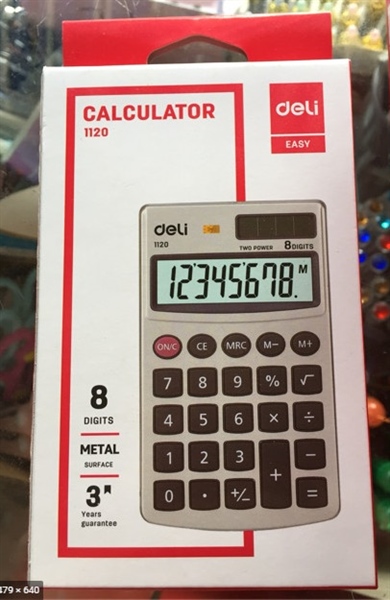 CALCULATOR
1120
deli
EASY
deli
1120
TWO POWER 8DIGITS
12345678. M
ON/C CE MRC M− M+
7 8 9 % √
4 5 6 × ÷
1 2 3 −
+
0 · +/− =
8
DIGITS
METAL
SURFACE
3
Years
guarantee
479 × 640